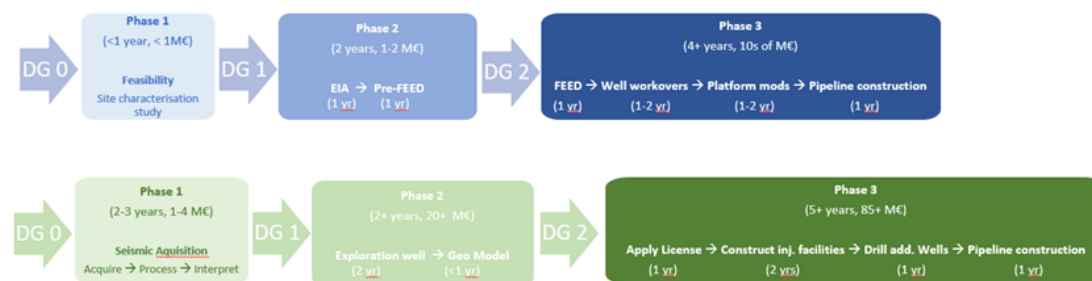 DG 0
Phase 1
(<1 year, < 1M€)
Feasibility
Site characterisation
study
DG 1
Phase 2
(2 years, 1-2 M€)
EIA → Pre-FEED
(1 yr) (1 yr)
DG 2
Phase 3
(4+ years, 10s of M€)
FEED → Well workovers → Platform mods → Pipeline construction
(1 yr) (1-2 yr) (1-2 yr) (1 yr)
DG 0
Phase 1
(2-3 years, 1-4 M€)
Seismic Aquisition
Acquire → Process → Interpret
DG 1
Phase 2
(2+ years, 20+ M€)
Exploration well → Geo Model
(2 yr) (<1 yr)
DG 2
Phase 3
(5+ years, 85+ M€)
Apply License → Construct inj. facilities → Drill add. Wells → Pipeline construction
(1 yr) (2 yrs) (1 yr) (1 yr)